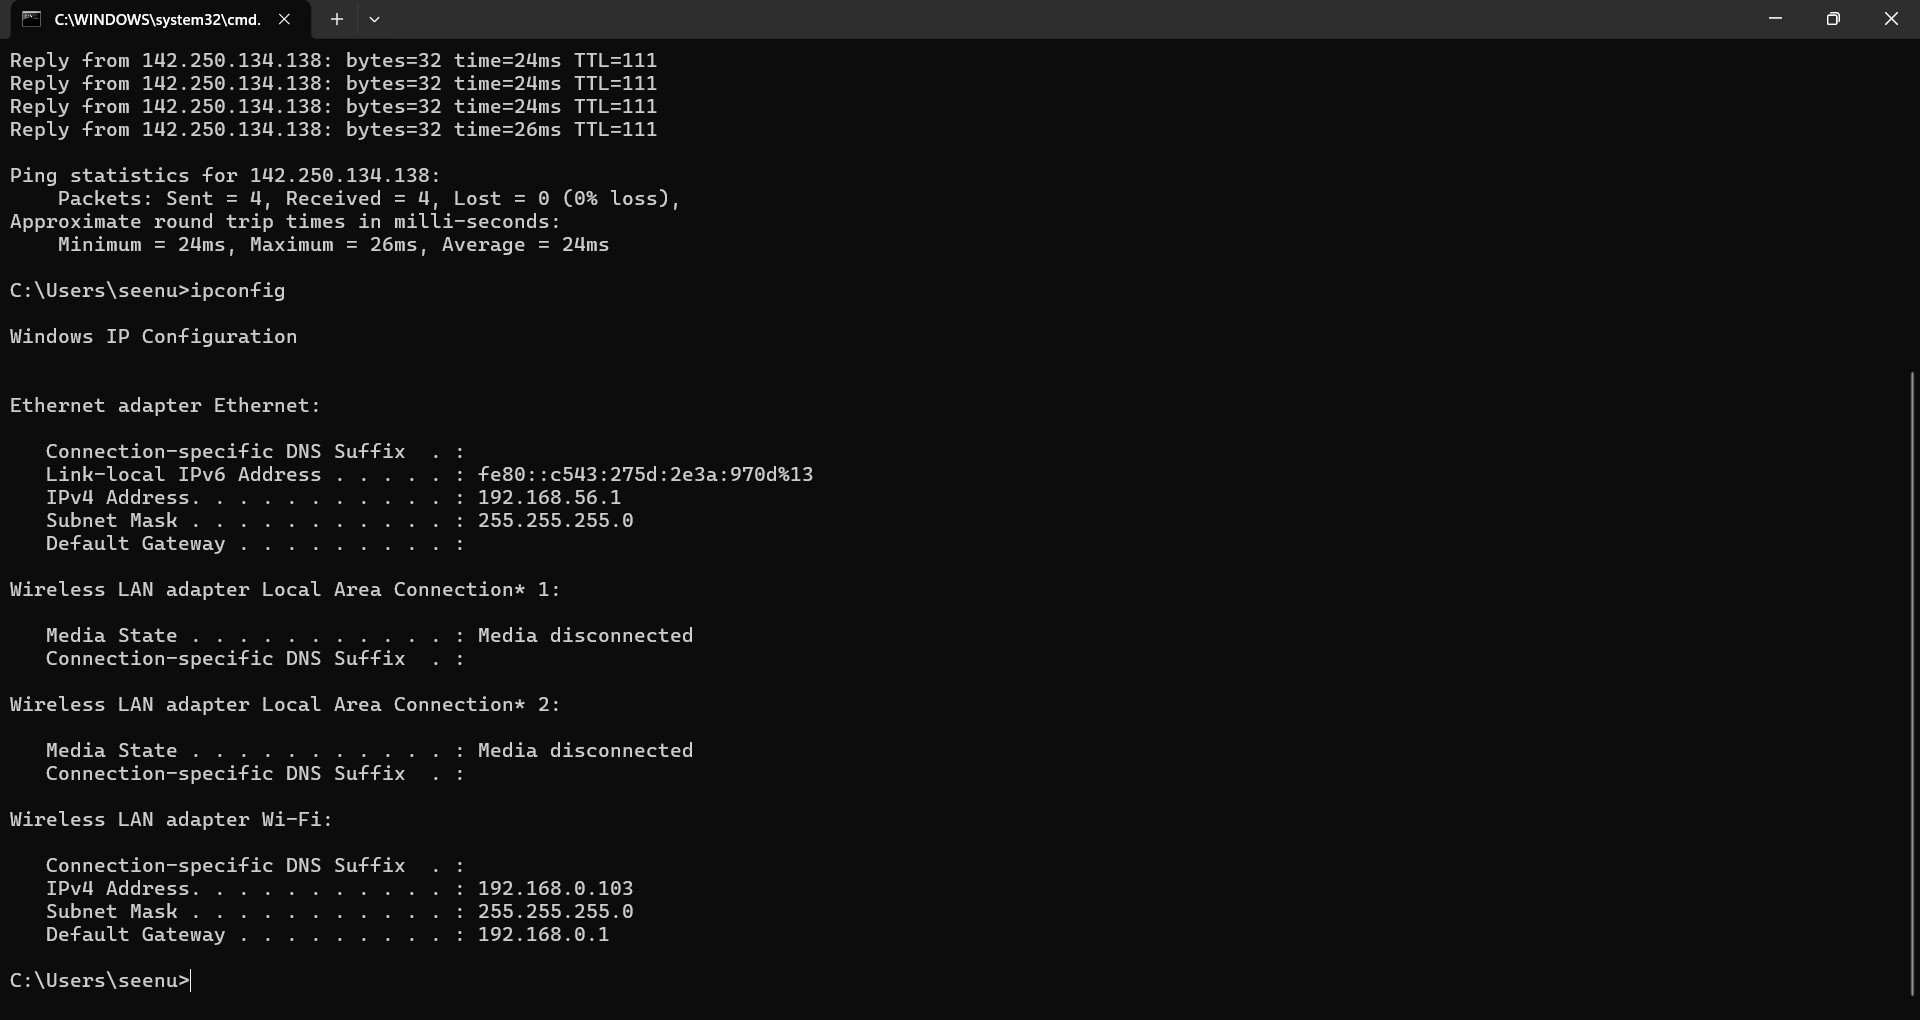 C:\WINDOWS\system32\cmd.
Reply from 142.250.134.138: bytes=32 time=24ms TTL=111
Reply from 142.250.134.138: bytes=32 time=24ms TTL=111
Reply from 142.250.134.138: bytes=32 time=24ms TTL=111
Reply from 142.250.134.138: bytes=32 time=26ms TTL=111

Ping statistics for 142.250.134.138:
    Packets: Sent = 4, Received = 4, Lost = 0 (0% loss),
Approximate round trip times in milli-seconds:
    Minimum = 24ms, Maximum = 26ms, Average = 24ms

C:\Users\seenu>ipconfig

Windows IP Configuration


Ethernet adapter Ethernet:

   Connection-specific DNS Suffix  . :
   Link-local IPv6 Address . . . . . : fe80::c543:275d:2e3a:970d%13
   IPv4 Address. . . . . . . . . . . : 192.168.56.1
   Subnet Mask . . . . . . . . . . . : 255.255.255.0
   Default Gateway . . . . . . . . . :

Wireless LAN adapter Local Area Connection* 1:

   Media State . . . . . . . . . . . : Media disconnected
   Connection-specific DNS Suffix  . :

Wireless LAN adapter Local Area Connection* 2:

   Media State . . . . . . . . . . . : Media disconnected
   Connection-specific DNS Suffix  . :

Wireless LAN adapter Wi-Fi:

   Connection-specific DNS Suffix  . :
   IPv4 Address. . . . . . . . . . . : 192.168.0.103
   Subnet Mask . . . . . . . . . . . : 255.255.255.0
   Default Gateway . . . . . . . . . : 192.168.0.1

C:\Users\seenu>